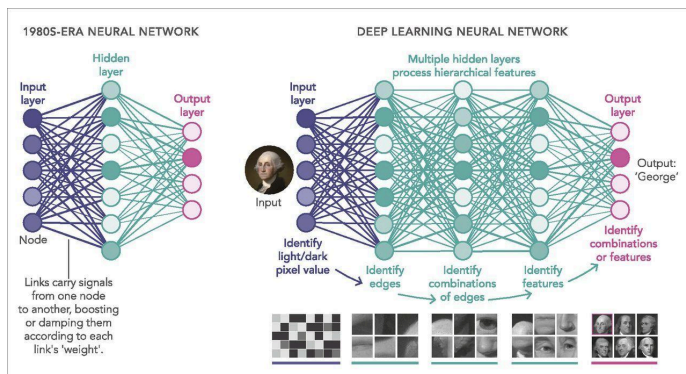 1980S-ERA NEURAL NETWORK
Hidden
layer
Input
layer
Output
layer
Node
Links carry signals
from one node
to another, boosting
or damping them
according to each
link's 'weight'.
DEEP LEARNING NEURAL NETWORK
Multiple hidden layers
process hierarchical features
Input
layer
Output
layer
Input
Output:
'George'
Identify
light/dark
pixel value
Identify
edges
Identify
combinations
of edges
Identify
features
Identify
combinations
or features